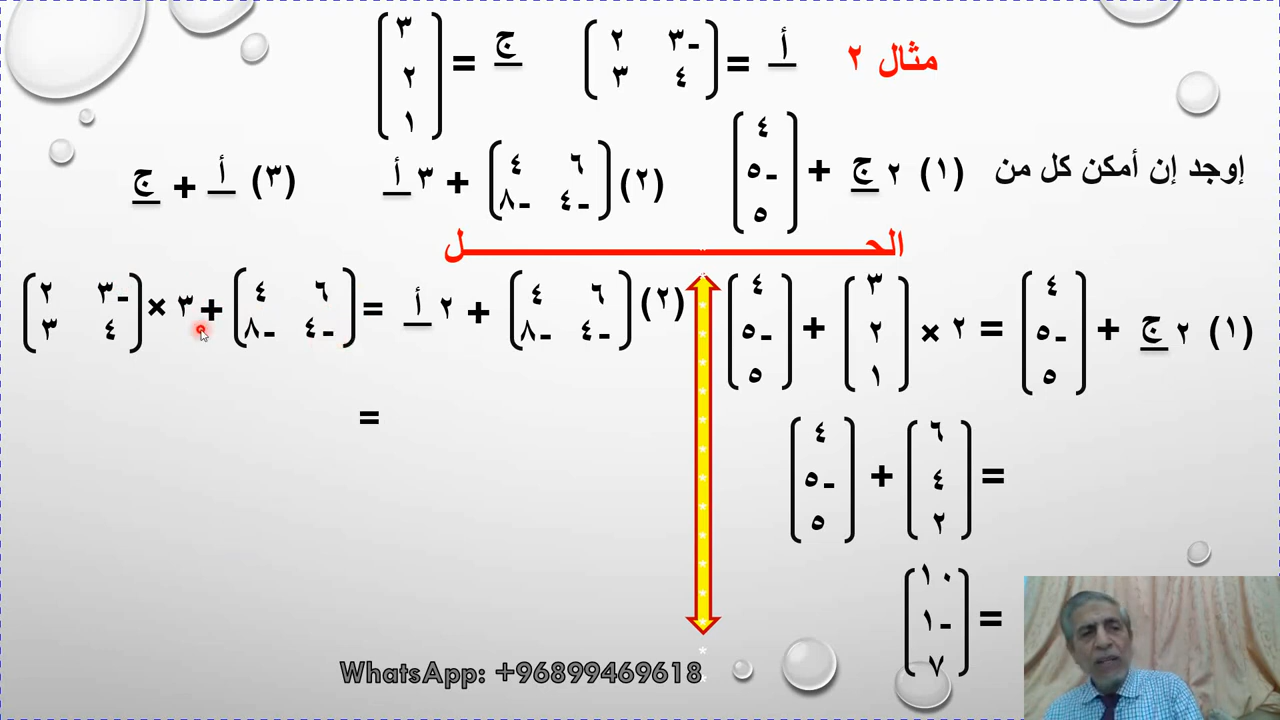 مثال ٢ أ = [-٣ ٢ ; ٤ ٣] ج = [٣ ; ٢ ; ١]
إوجد إن أمكن كل من (١) ٢ ج + [٤ ; -٥ ; ٥] (٢) [٦ ٤ ; -٤ -٨] + ٣ أ (٣) أ + ج
الحـــــــــــل
(١) ٢ ج + [٤ ; -٥ ; ٥] = ٢ × [٣ ; ٢ ; ١] + [٤ ; -٥ ; ٥]
= [٦ ; ٤ ; ٢] + [٤ ; -٥ ; ٥]
= [١٠ ; -١ ; ٧]
(٢) [٦ ٤ ; -٤ -٨] + ٢ أ = [٦ ٤ ; -٤ -٨] + ٣ × [-٣ ٢ ; ٤ ٣]
=
WhatsApp: +96899469618